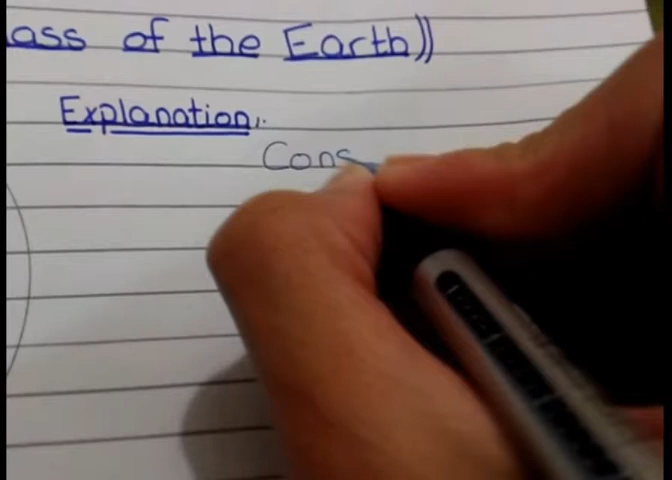 ass of the Earth))
Explanation:
Cons